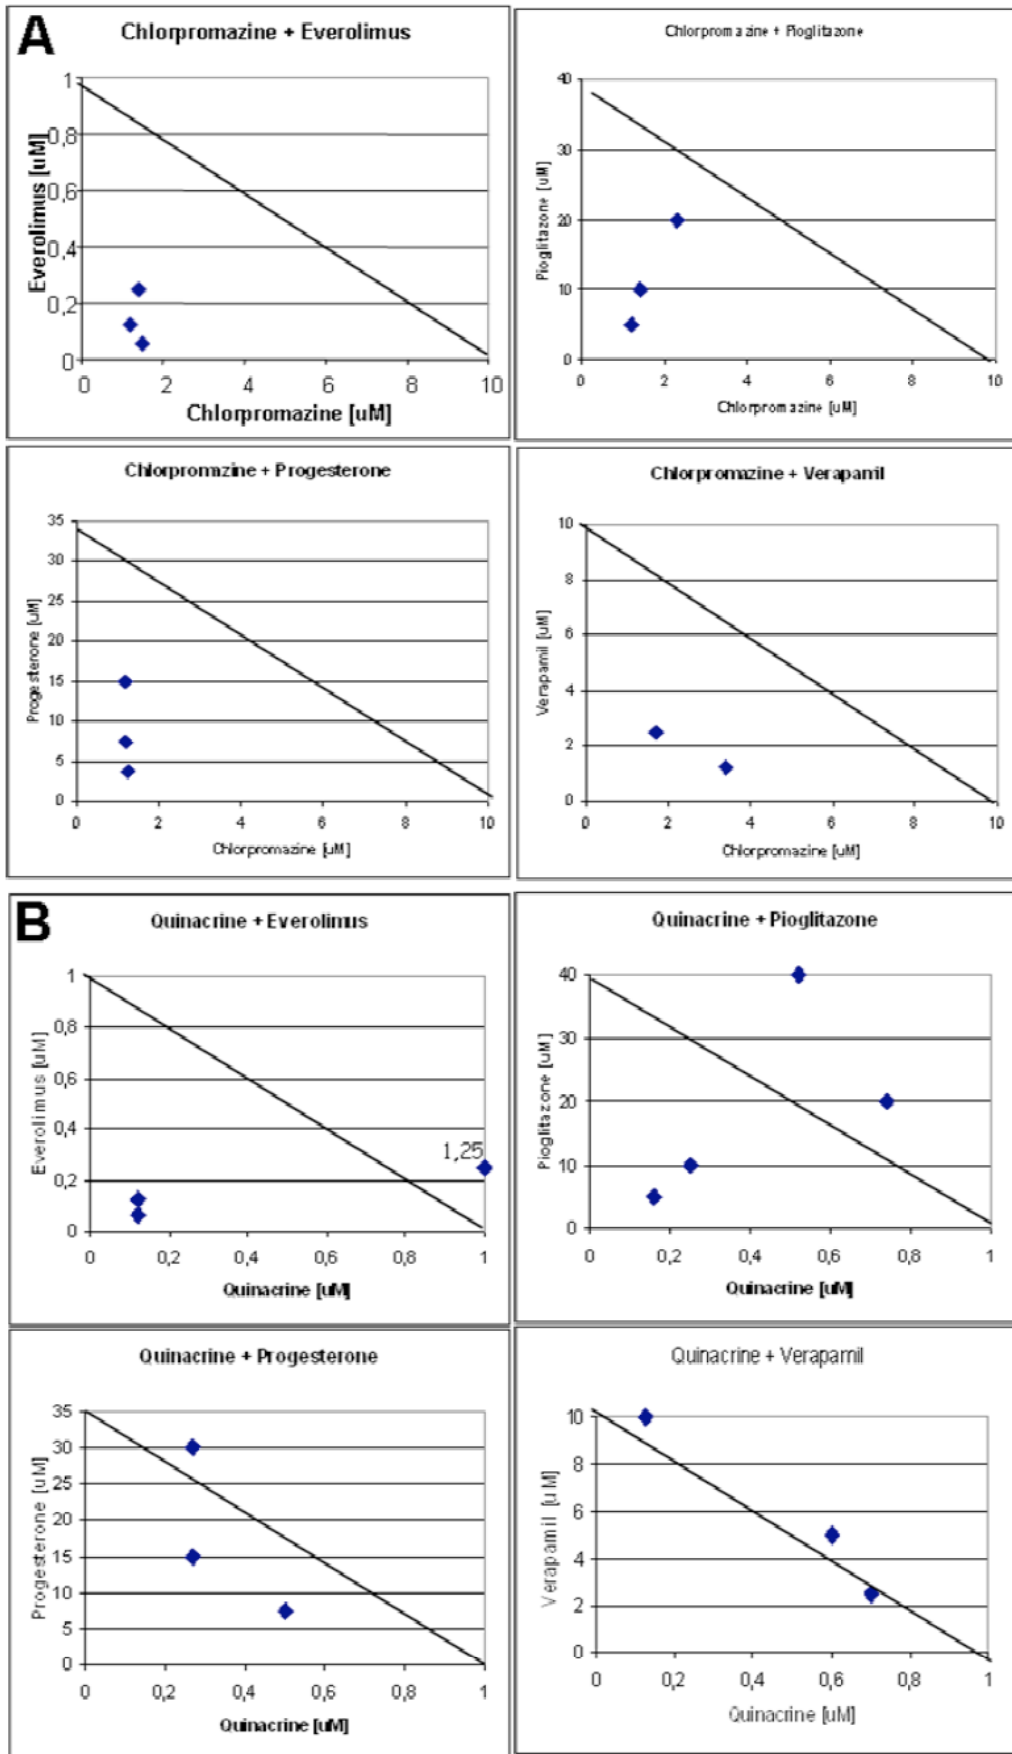 A
Chlorpromazine + Everolimus
1
0,8
0,6
0,4
0,2
0
Everolimus [uM]
0 2 4 6 8 10
Chlorpromazine [uM]
Chlorpromazine + Pioglitazone
40
30
20
10
0
Pioglitazone [uM]
0 2 4 6 8 10
Chlorpromazine [uM]
Chlorpromazine + Progesterone
35
30
25
20
15
10
5
0
Progesterone [uM]
0 2 4 6 8 10
Chlorpromazine [uM]
Chlorpromazine + Verapamil
10
8
6
4
2
0
Verapamil [uM]
0 2 4 6 8 10
Chlorpromazine [uM]
B
Quinacrine + Everolimus
1
0,8
0,6
0,4
0,2
0
Everolimus [uM]
1,25
0 0,2 0,4 0,6 0,8 1
Quinacrine [uM]
Quinacrine + Pioglitazone
40
30
20
10
0
Pioglitazone [uM]
0 0,2 0,4 0,6 0,8 1
Quinacrine [uM]
Quinacrine + Progesterone
35
30
25
20
15
10
5
0
Progesterone [uM]
0 0,2 0,4 0,6 0,8 1
Quinacrine [uM]
Quinacrine + Verapamil
10
8
6
4
2
0
Verapamil [uM]
0 0,2 0,4 0,6 0,8 1
Quinacrine [uM]